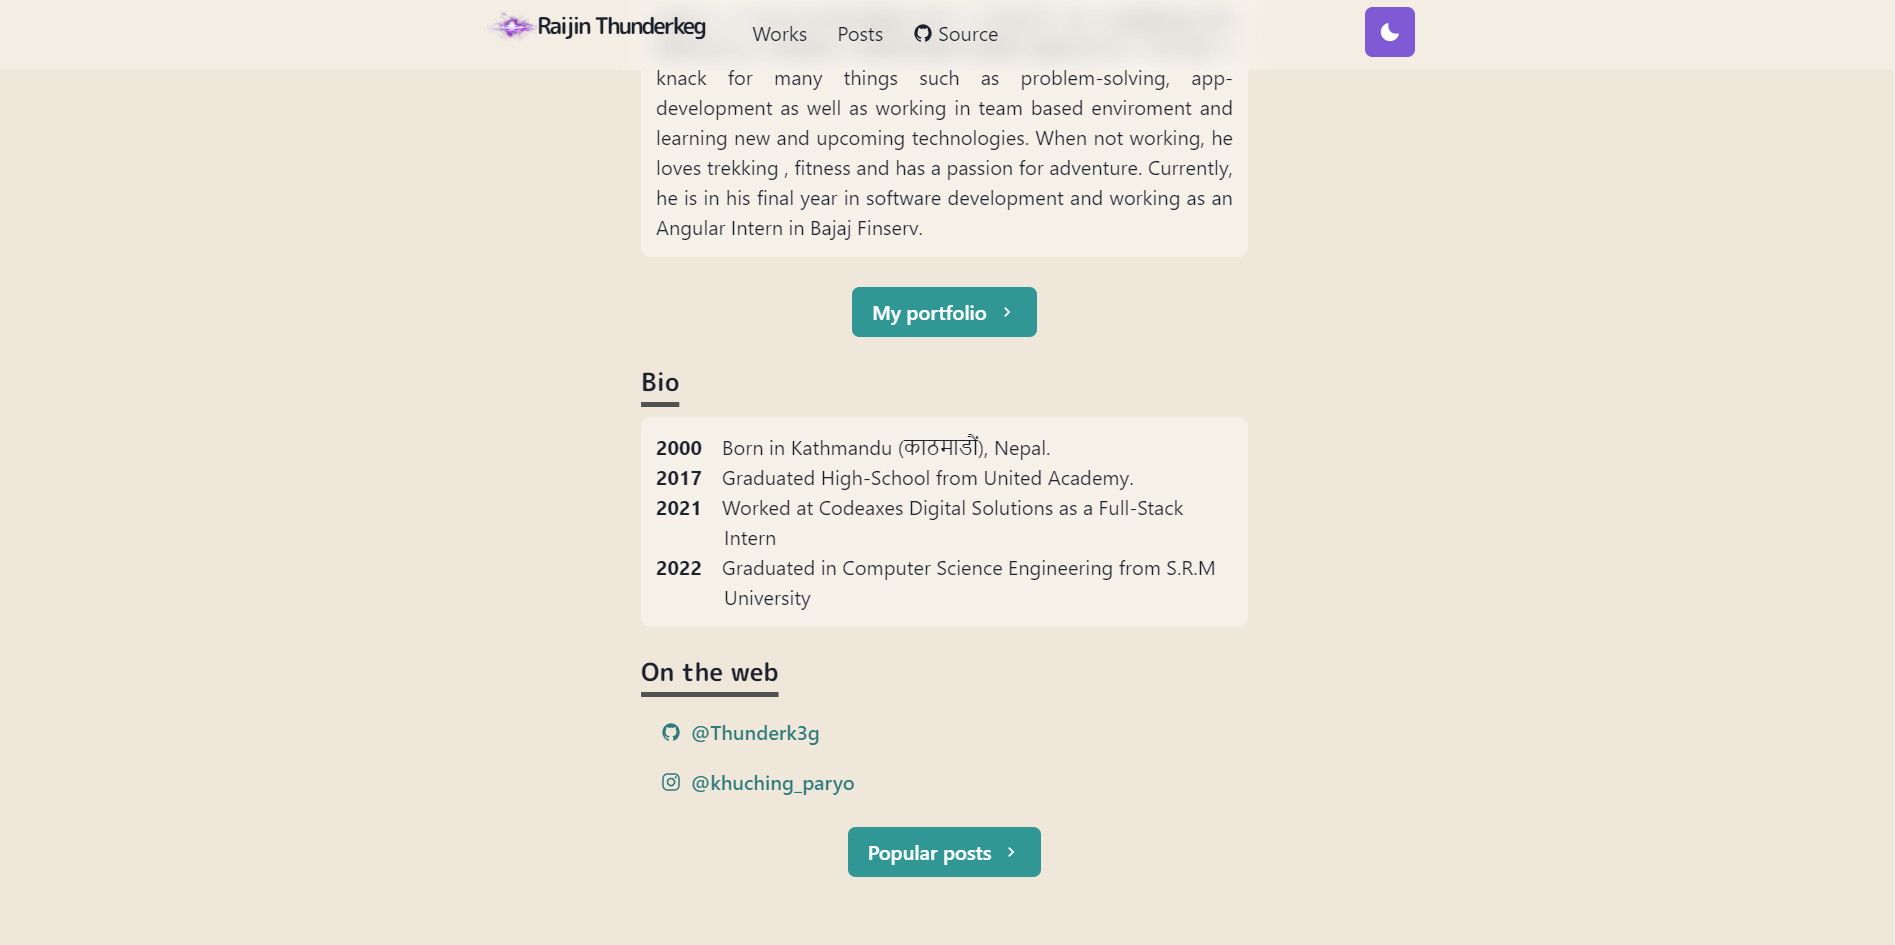 Raijin Thunderkeg
Works
Posts
Source
knack for many things such as problem-solving, app-
development as well as working in team based enviroment and
learning new and upcoming technologies. When not working, he
loves trekking , fitness and has a passion for adventure. Currently,
he is in his final year in software development and working as an
Angular Intern in Bajaj Finserv.
My portfolio
Bio
2000 Born in Kathmandu (काठमाडौं), Nepal.
2017 Graduated High-School from United Academy.
2021 Worked at Codeaxes Digital Solutions as a Full-Stack
Intern
2022 Graduated in Computer Science Engineering from S.R.M
University
On the web
@Thunderk3g
@khuching_paryo
Popular posts